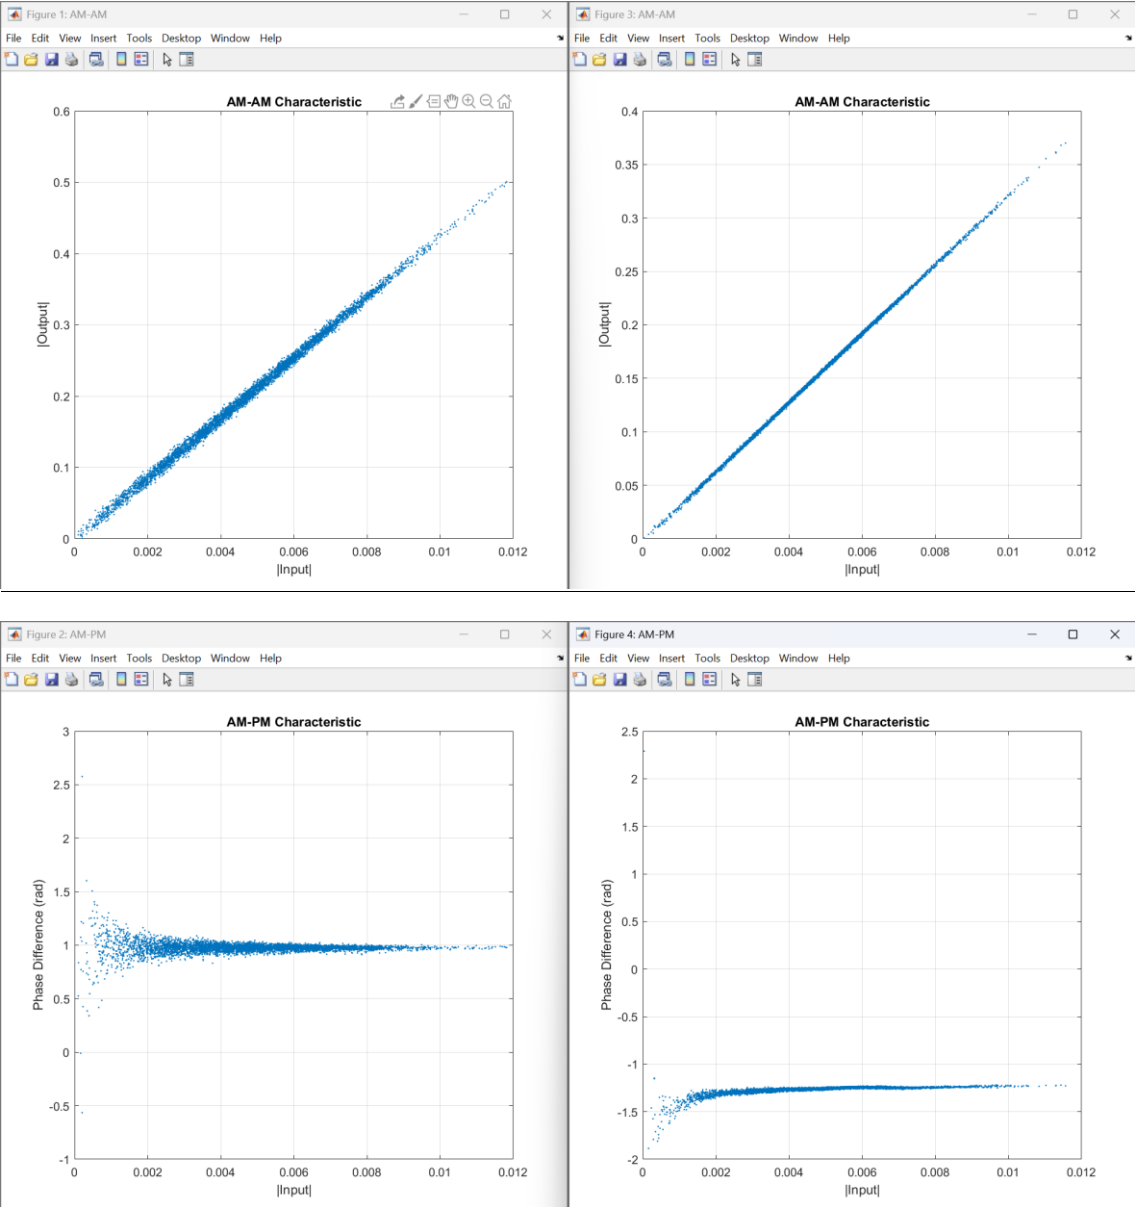 Figure 1: AM-AM
File Edit View Insert Tools Desktop Window Help
AM-AM Characteristic
0.6
0.5
0.4
0.3
0.2
0.1
0
|Output|
0 0.002 0.004 0.006 0.008 0.01 0.012
|Input|
Figure 3: AM-AM
File Edit View Insert Tools Desktop Window Help
AM-AM Characteristic
0.4
0.35
0.3
0.25
0.2
0.15
0.1
0.05
0
|Output|
0 0.002 0.004 0.006 0.008 0.01 0.012
|Input|
Figure 2: AM-PM
File Edit View Insert Tools Desktop Window Help
AM-PM Characteristic
3
2.5
2
1.5
1
0.5
0
-0.5
-1
Phase Difference (rad)
0 0.002 0.004 0.006 0.008 0.01 0.012
|Input|
Figure 4: AM-PM
File Edit View Insert Tools Desktop Window Help
AM-PM Characteristic
2.5
2
1.5
1
0.5
0
-0.5
-1
-1.5
-2
Phase Difference (rad)
0 0.002 0.004 0.006 0.008 0.01 0.012
|Input|